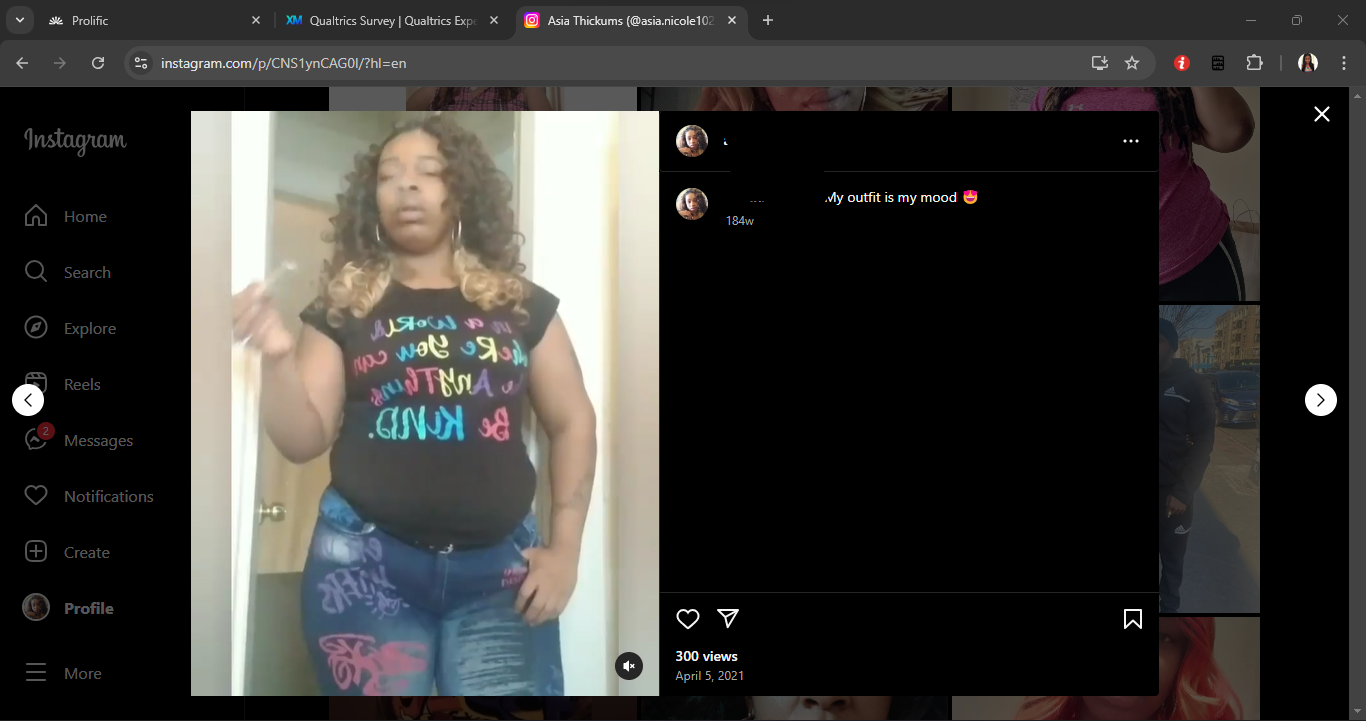 Prolific
Qualtrics Survey | Qualtrics Expe
Asia Thickums (@asia.nicole102
instagram.com/p/CNS1ynCAG0I/?hl=en
Instagram
Home
Search
Explore
Reels
2
Messages
Notifications
Create
Profile
More
in a world
where you can
be anything,
be kind.
My outfit is my mood 😍
184w
300 views
April 5, 2021